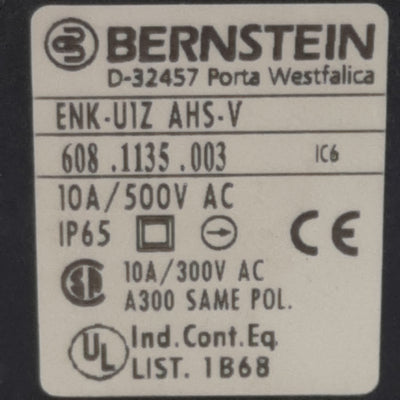 BERNSTEIN
D-32457 Porta Westfalica
ENK-U1Z AHS-V
608.1135.003 IC6
10A/500V AC
IP65 CE
SA 10A/300V AC
A300 SAME POL.
UL Ind.Cont.Eq.
LIST. 1B68